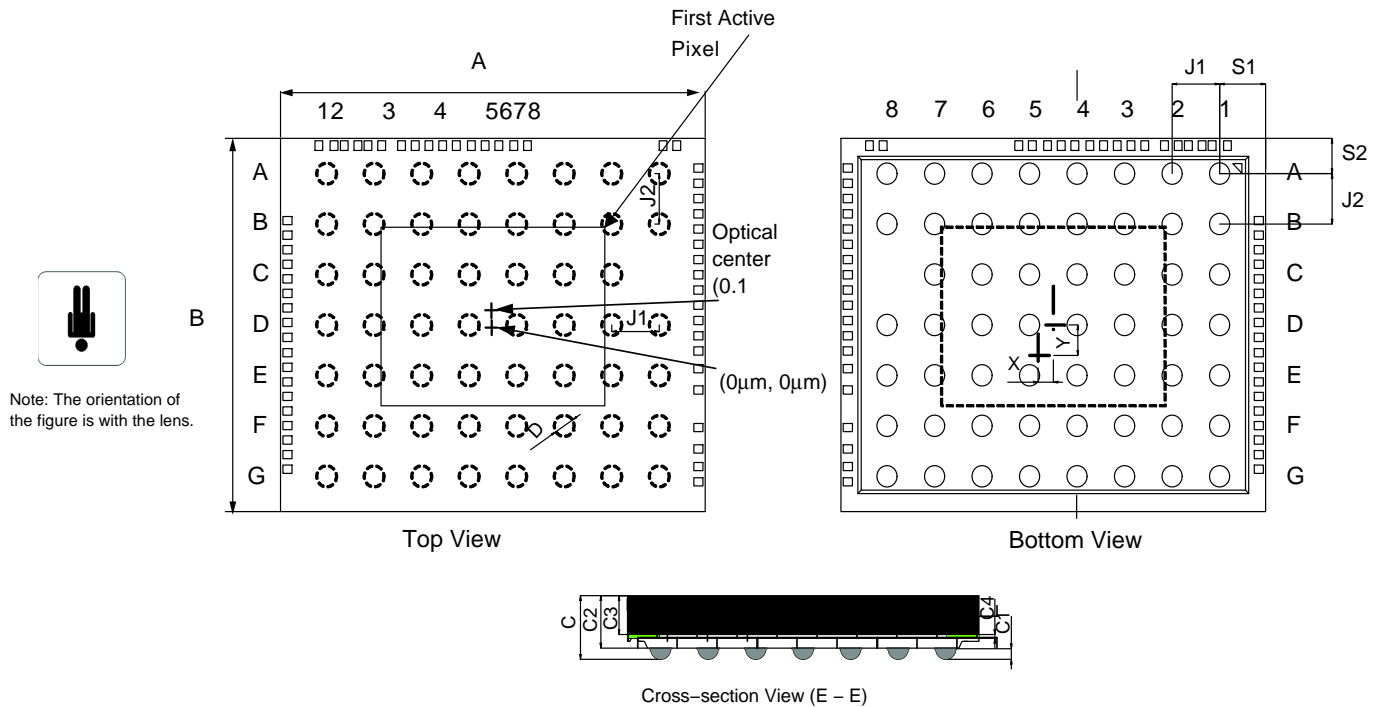 First Active
Pixel
A
12 3 4 5678
A
B
C
D
E
F
G
B
J2
J1
D
Optical
center
(0.1
(0μm, 0μm)
Top View
Note: The orientation of
the figure is with the lens.
J1 S1
8 7 6 5 4 3 2 1
S2
J2
A
B
C
D
E
F
G
X
Y
Bottom View
C
C2
C3
C4
C1
Cross–section View (E – E)